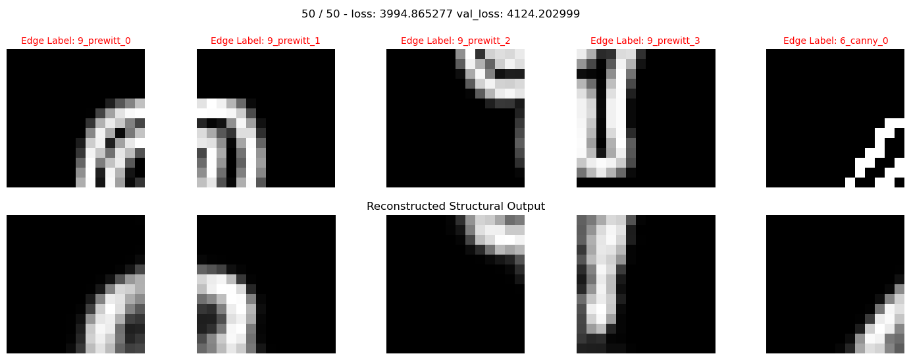 50 / 50 - loss: 3994.865277 val_loss: 4124.202999
Edge Label: 9_prewitt_0 Edge Label: 9_prewitt_1 Edge Label: 9_prewitt_2 Edge Label: 9_prewitt_3 Edge Label: 6_canny_0
Reconstructed Structural Output